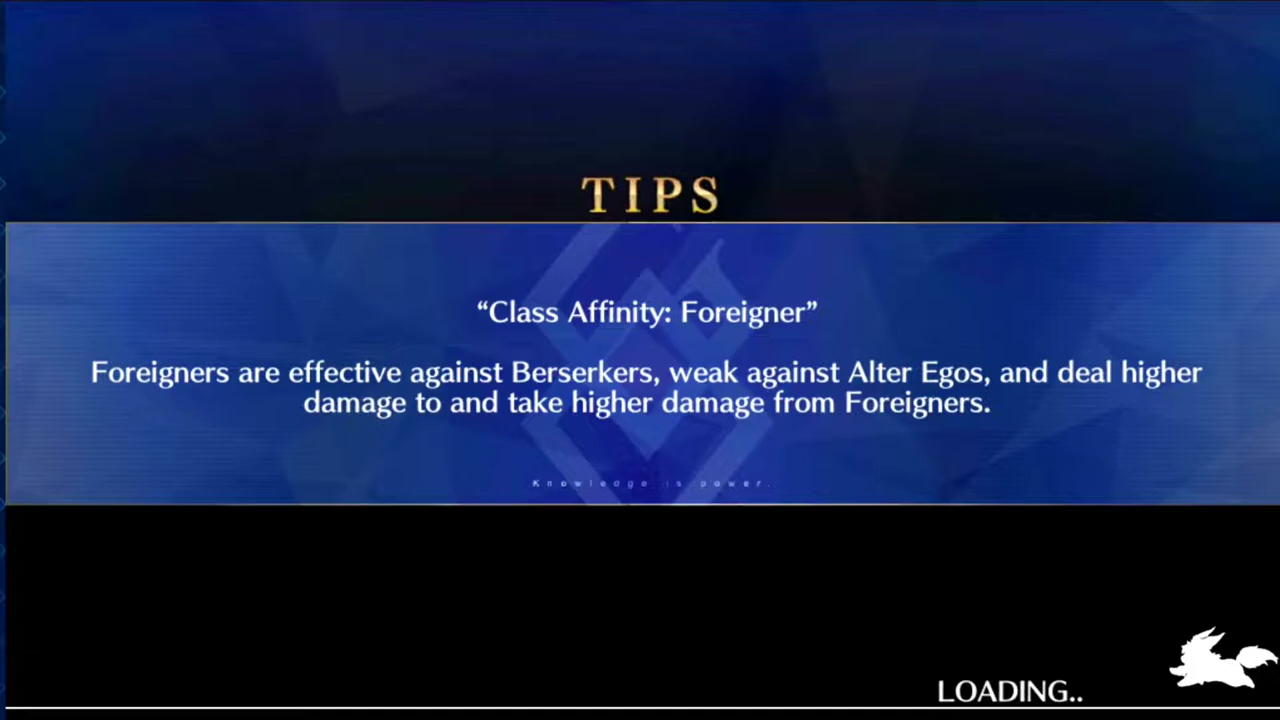 TIPS
“Class Affinity: Foreigner”
Foreigners are effective against Berserkers, weak against Alter Egos, and deal higher
damage to and take higher damage from Foreigners.
Knowledge is power.
LOADING..